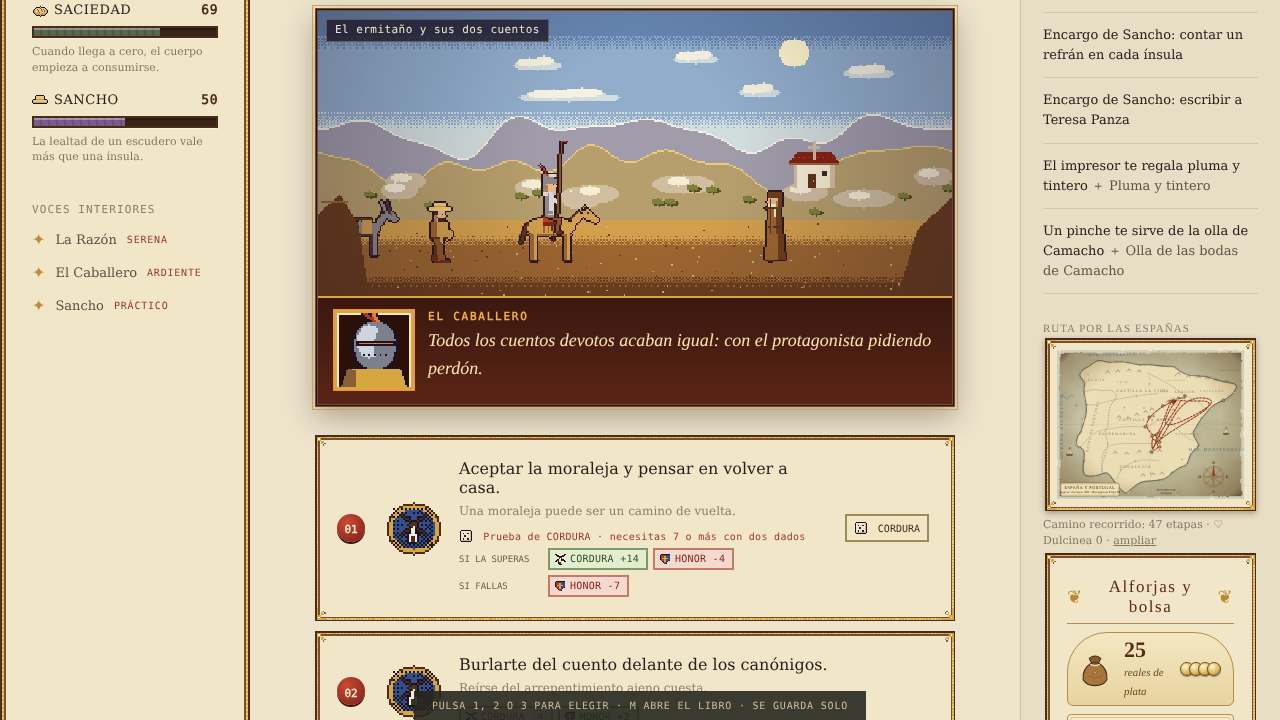 SACIEDAD 69
Cuando llega a cero, el cuerpo
empieza a consumirse.
SANCHO 50
La lealtad de un escudero vale
más que una ínsula.
VOCES INTERIORES
La Razón SERENA
El Caballero ARDIENTE
Sancho PRÁCTICO
El ermitaño y sus dos cuentos
EL CABALLERO
Todos los cuentos devotos acaban igual: con el protagonista pidiendo
perdón.
01
Aceptar la moraleja y pensar en volver a
casa.
Una moraleja puede ser un camino de vuelta.
Prueba de CORDURA · necesitas 7 o más con dos dados
SI LA SUPERAS CORDURA +14 HONOR -4
SI FALLAS HONOR -7
CORDURA
02
Burlarte del cuento delante de los canónigos.
Reírse del arrepentimiento ajeno cuesta.
PULSA 1, 2 O 3 PARA ELEGIR · M ABRE EL LIBRO · SE GUARDA SOLO
Encargo de Sancho: contar un
refrán en cada ínsula
Encargo de Sancho: escribir a
Teresa Panza
El impresor te regala pluma y
tintero + Pluma y tintero
Un pinche te sirve de la olla de
Camacho + Olla de las bodas
de Camacho
RUTA POR LAS ESPAÑAS
ESPAÑA Y PORTUGAL
Camino recorrido: 47 etapas · ♡
Dulcinea 0 · ampliar
Alforjas y
bolsa
25
reales de
plata